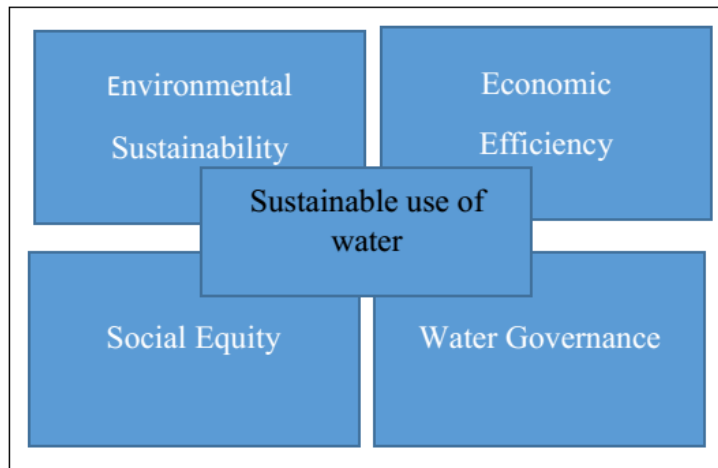 Environmental
Sustainability
Economic
Efficiency
Sustainable use of
water
Social Equity
Water Governance